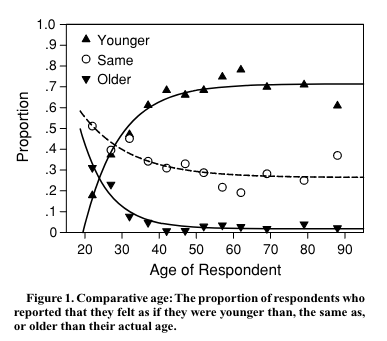 1.0
.9
.8
.7
.6
.5
.4
.3
.2
.1
0
Proportion
Younger
Same
Older
20 30 40 50 60 70 80 90
Age of Respondent
Figure 1. Comparative age: The proportion of respondents who
reported that they felt as if they were younger than, the same as,
or older than their actual age.